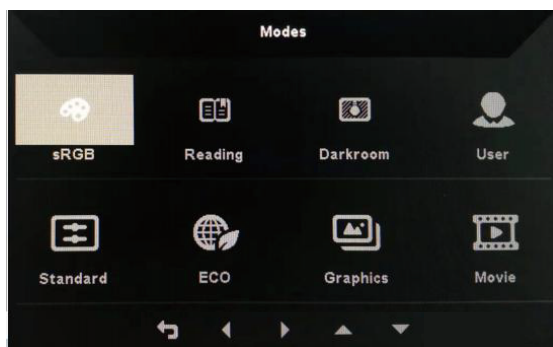 Modes
sRGB Reading Darkroom User
Standard ECO Graphics Movie